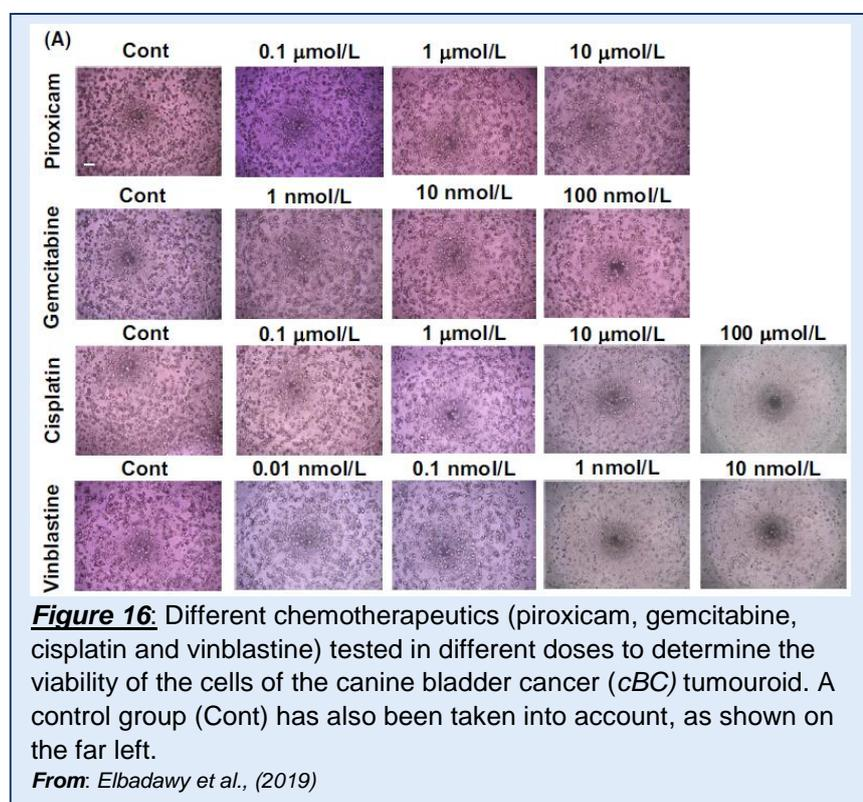 (A)
Cont 0.1 µmol/L 1 µmol/L 10 µmol/L
Piroxicam
Cont 1 nmol/L 10 nmol/L 100 nmol/L
Gemcitabine
Cont 0.1 µmol/L 1 µmol/L 10 µmol/L 100 µmol/L
Cisplatin
Cont 0.01 nmol/L 0.1 nmol/L 1 nmol/L 10 nmol/L
Vinblastine
Figure 16: Different chemotherapeutics (piroxicam, gemcitabine,
cisplatin and vinblastine) tested in different doses to determine the
viability of the cells of the canine bladder cancer (cBC) tumouroid. A
control group (Cont) has also been taken into account, as shown on
the far left.
From: Elbadawy et al., (2019)